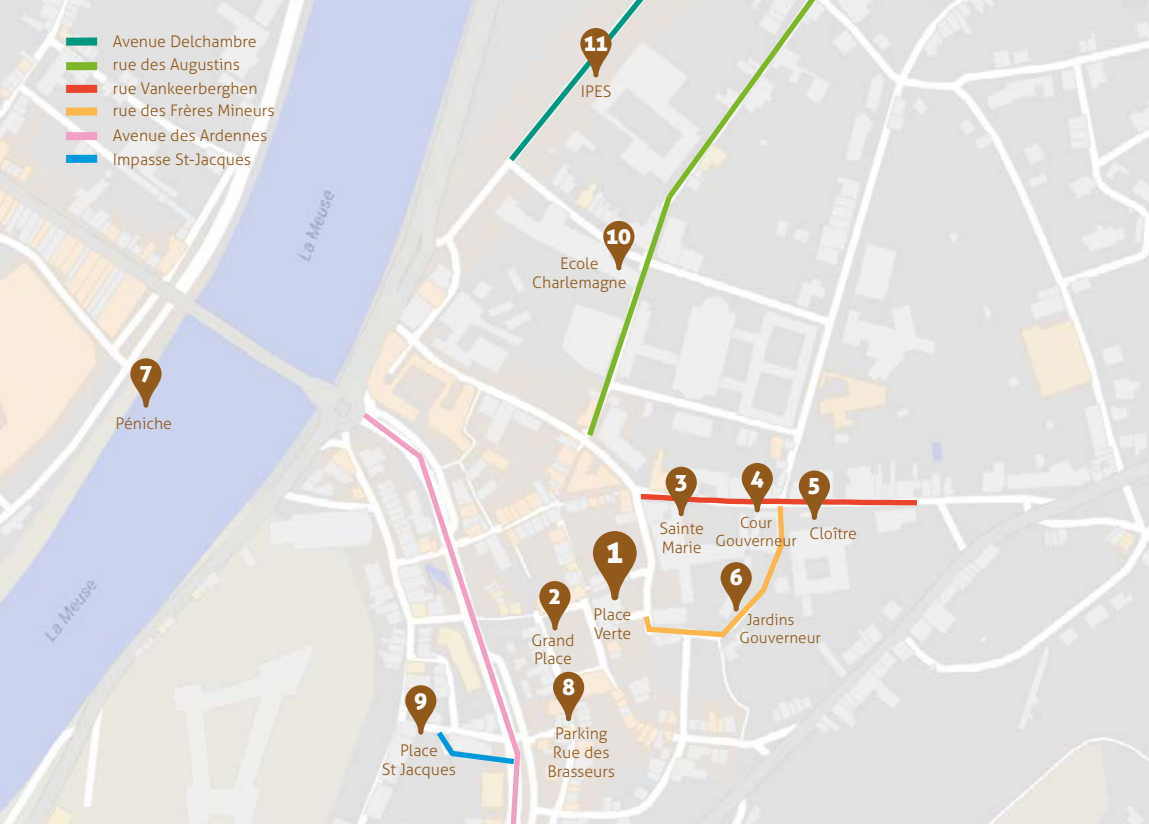 Avenue Delchambre
rue des Augustins
rue Vankeerberghen
rue des Frères Mineurs
Avenue des Ardennes
Impasse St-Jacques
11
IPES
La Meuse
10
Ecole
Charlemagne
7
Péniche
3
Sainte
Marie
4
Cour
Gouverneur
5
Cloître
1
Place
Verte
6
Jardins
Gouverneur
2
Grand
Place
La Meuse
8
Parking
Rue des
Brasseurs
9
Place
St Jacques